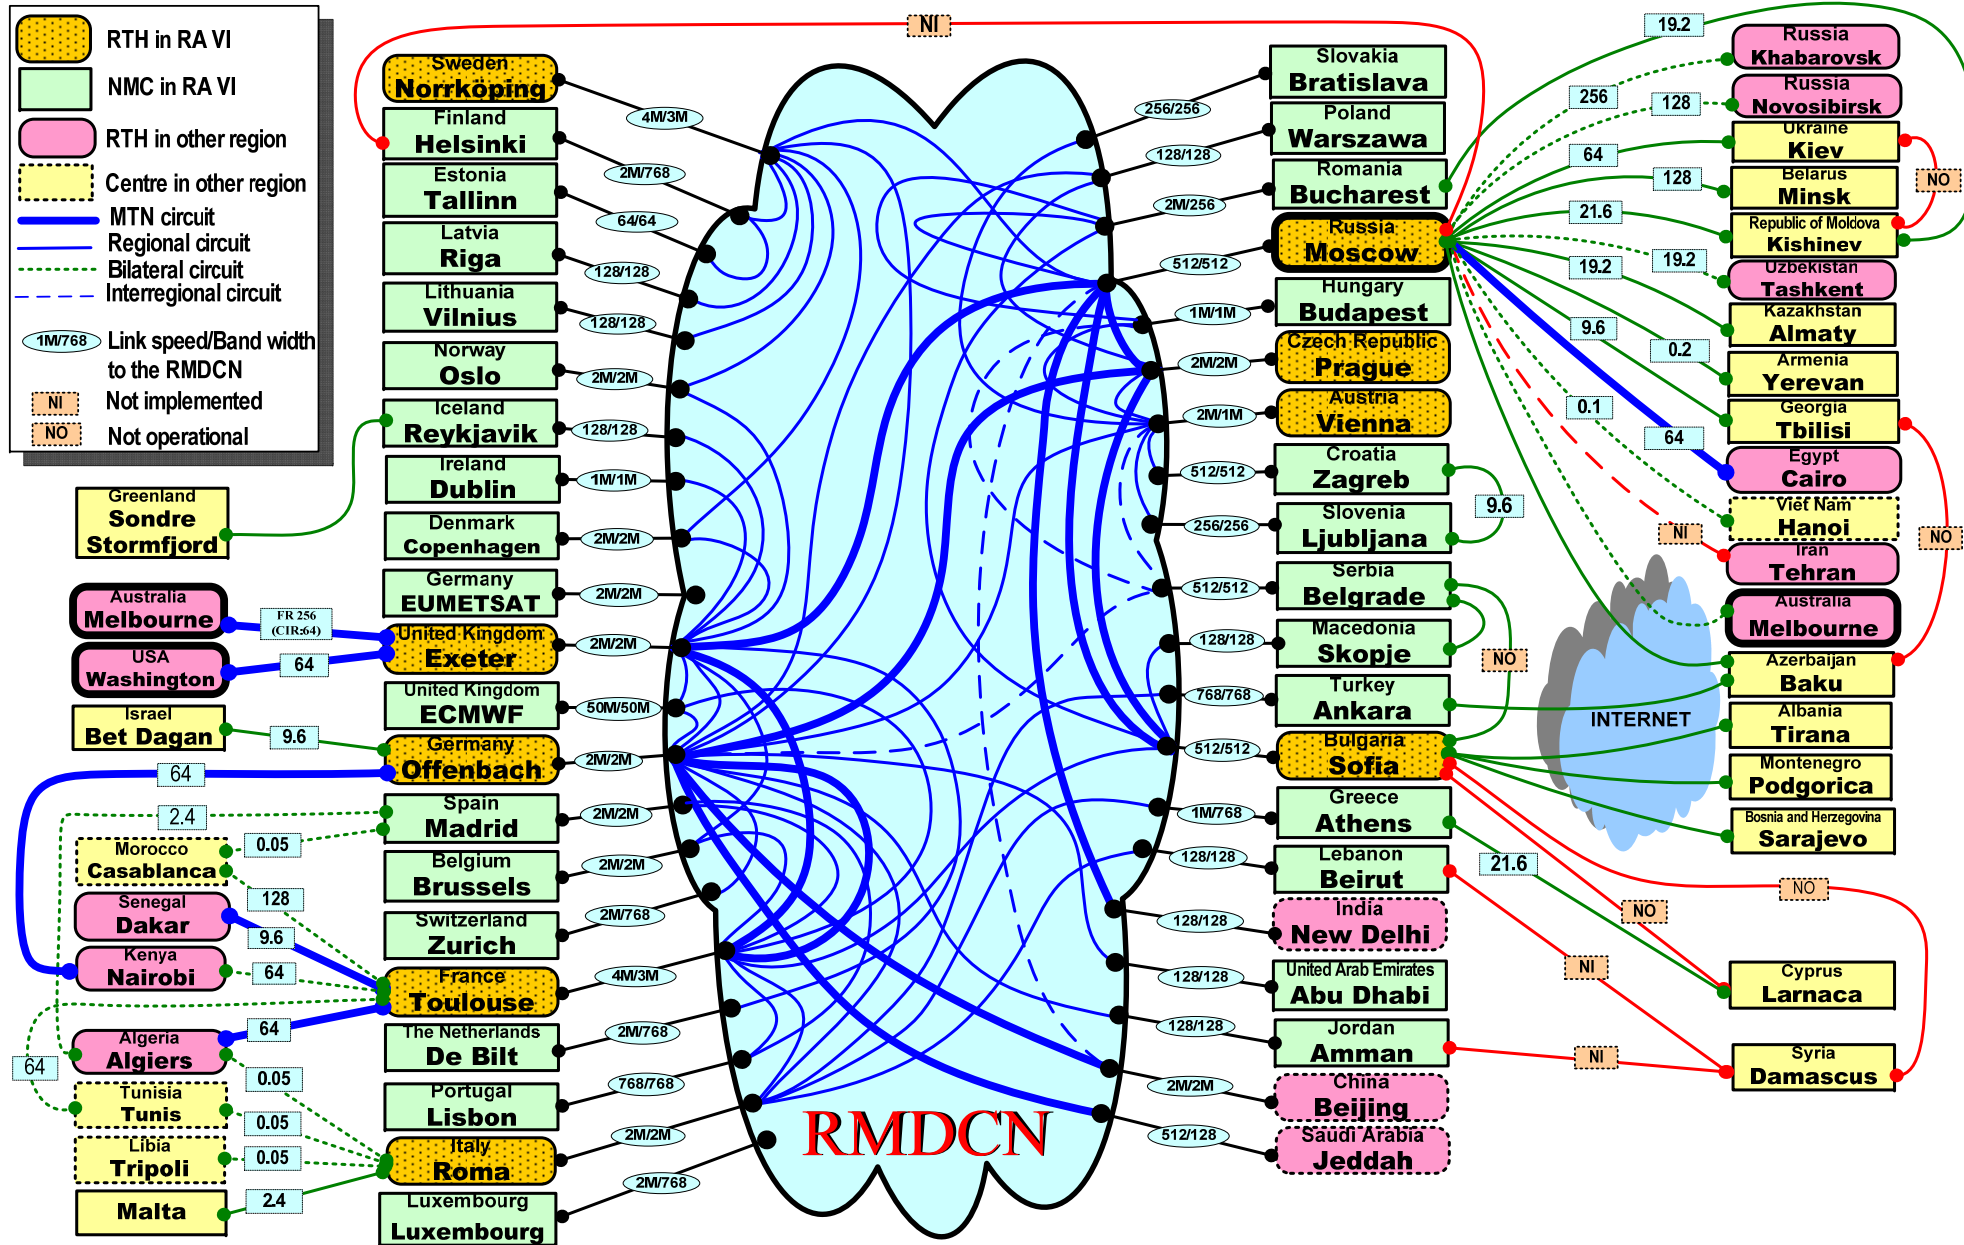 RTH in RA VI
NMC in RA VI
RTH in other region
Centre in other region
MTN circuit
Regional circuit
Bilateral circuit
Interregional circuit
1M/768
Link speed/Band width
to the RMDCN
NI
Not implemented
NO
Not operational
Greenland
Sondre
Stormfjord
Australia
Melbourne
USA
Washington
Israel
Bet Dagan
Morocco
Casablanca
Senegal
Dakar
Kenya
Nairobi
Algeria
Algiers
Tunisia
Tunis
Libia
Tripoli
Malta
FR 256
(CIR:64)
64
9.6
64
2.4
0.05
128
9.6
64
64
64
0.05
0.05
0.05
2.4
NI
Sweden
Norrköping
Finland
Helsinki
Estonia
Tallinn
Latvia
Riga
Lithuania
Vilnius
Norway
Oslo
Iceland
Reykjavik
Ireland
Dublin
Denmark
Copenhagen
Germany
EUMETSAT
United Kingdom
Exeter
United Kingdom
ECMWF
Germany
Offenbach
Spain
Madrid
Belgium
Brussels
Switzerland
Zurich
France
Toulouse
The Netherlands
De Bilt
Portugal
Lisbon
Italy
Roma
Luxembourg
Luxembourg
4M/3M
2M/768
64/64
128/128
128/128
2M/2M
128/128
1M/1M
2M/2M
2M/2M
2M/2M
50M/50M
2M/2M
2M/2M
2M/2M
2M/768
4M/3M
2M/768
768/768
2M/2M
2M/768
RMDCN
256/256
128/128
2M/256
512/512
1M/1M
2M/2M
2M/1M
512/512
256/256
512/512
128/128
768/768
512/512
1M/768
128/128
128/128
128/128
128/128
2M/2M
512/128
Slovakia
Bratislava
Poland
Warszawa
Romania
Bucharest
Russia
Moscow
Hungary
Budapest
Czech Republic
Prague
Austria
Vienna
Croatia
Zagreb
Slovenia
Ljubljana
Serbia
Belgrade
Macedonia
Skopje
Turkey
Ankara
Bulgaria
Sofia
Greece
Athens
Lebanon
Beirut
India
New Delhi
United Arab Emirates
Abu Dhabi
Jordan
Amman
China
Beijing
Saudi Arabia
Jeddah
19.2
256
128
64
128
21.6
19.2
19.2
9.6
0.2
0.1
64
NI
9.6
NO
INTERNET
21.6
NO
NO
NI
NI
NO
NO
Russia
Khabarovsk
Russia
Novosibirsk
Ukraine
Kiev
Belarus
Minsk
Republic of Moldova
Kishinev
Uzbekistan
Tashkent
Kazakhstan
Almaty
Armenia
Yerevan
Georgia
Tbilisi
Egypt
Cairo
Viet Nam
Hanoi
Iran
Tehran
Australia
Melbourne
Azerbaijan
Baku
Albania
Tirana
Montenegro
Podgorica
Bosnia and Herzegovina
Sarajevo
Cyprus
Larnaca
Syria
Damascus